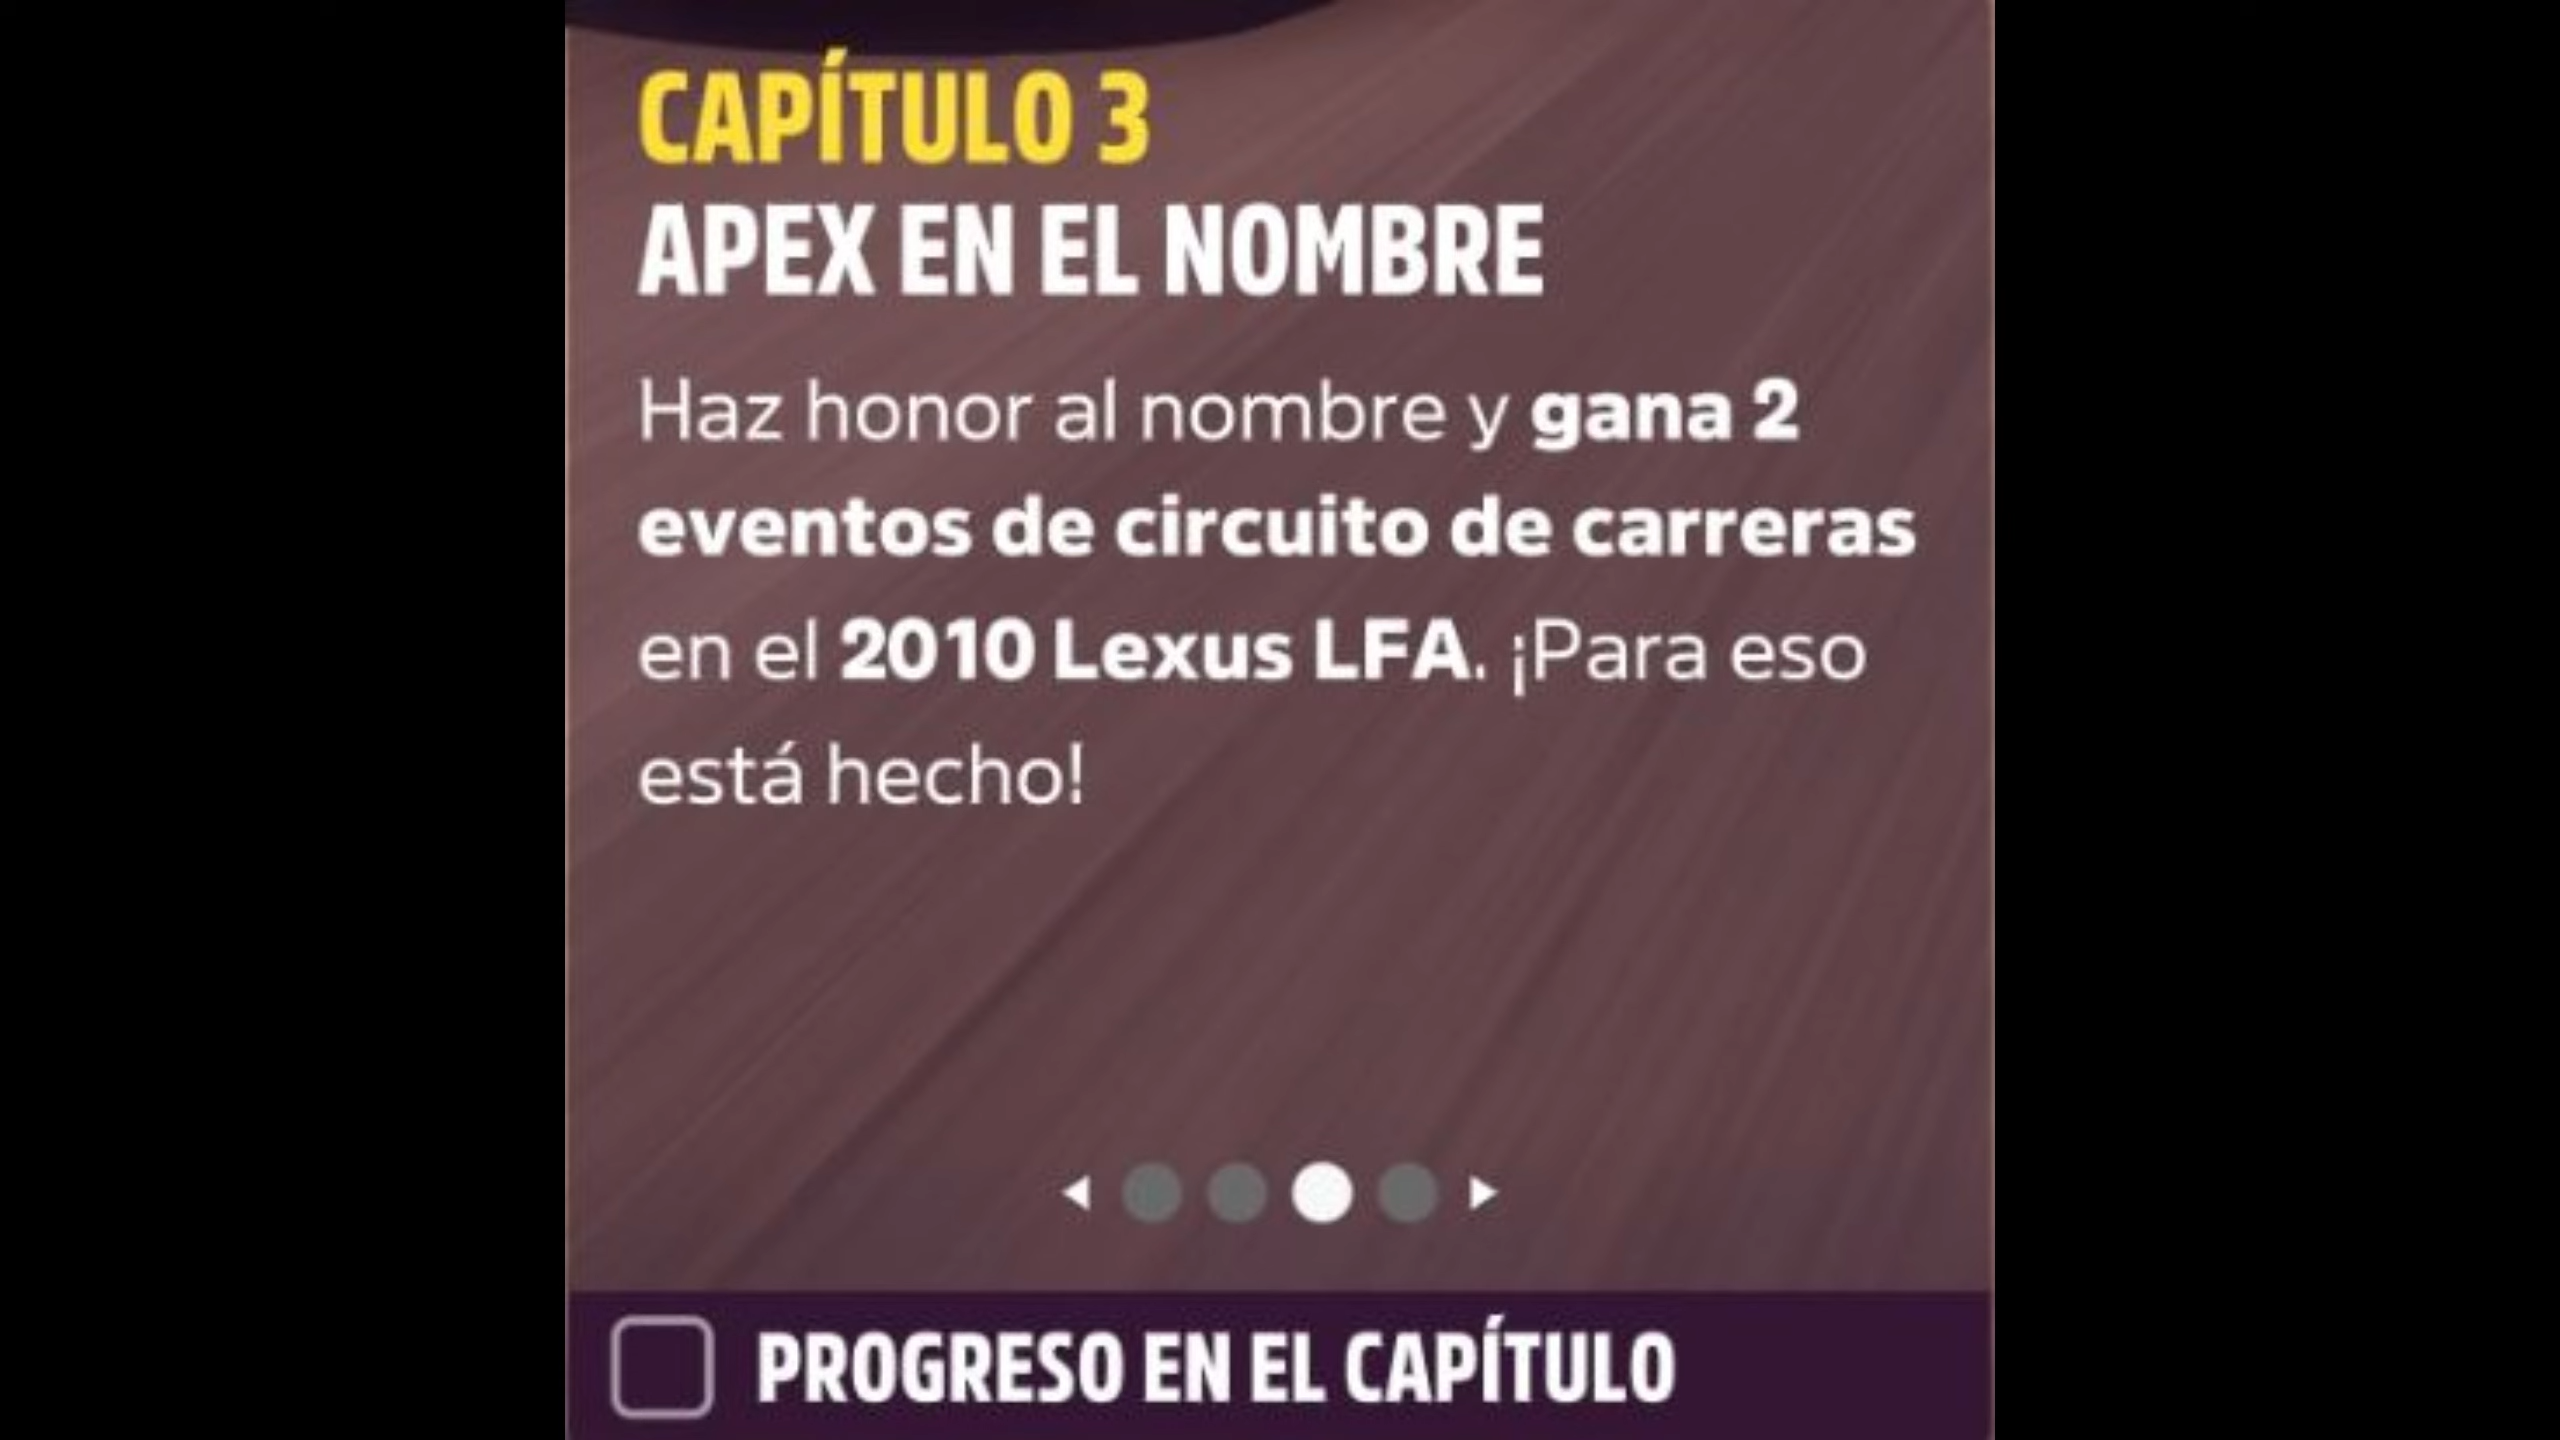 CAPÍTULO 3
APEX EN EL NOMBRE
Haz honor al nombre y gana 2
eventos de circuito de carreras
en el 2010 Lexus LFA. ¡Para eso
está hecho!
PROGRESO EN EL CAPÍTULO